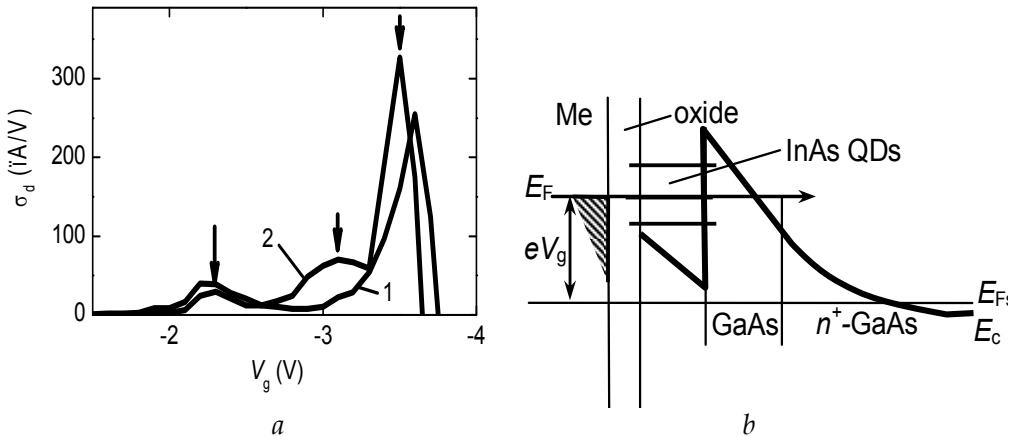 300
200
100
0
σd (ïA/V)
2
1
-2 -3 -4
Vg (V)
a
Me
oxide
InAs QDs
EF
eVg
EFs
GaAs n+-GaAs
Ec
b